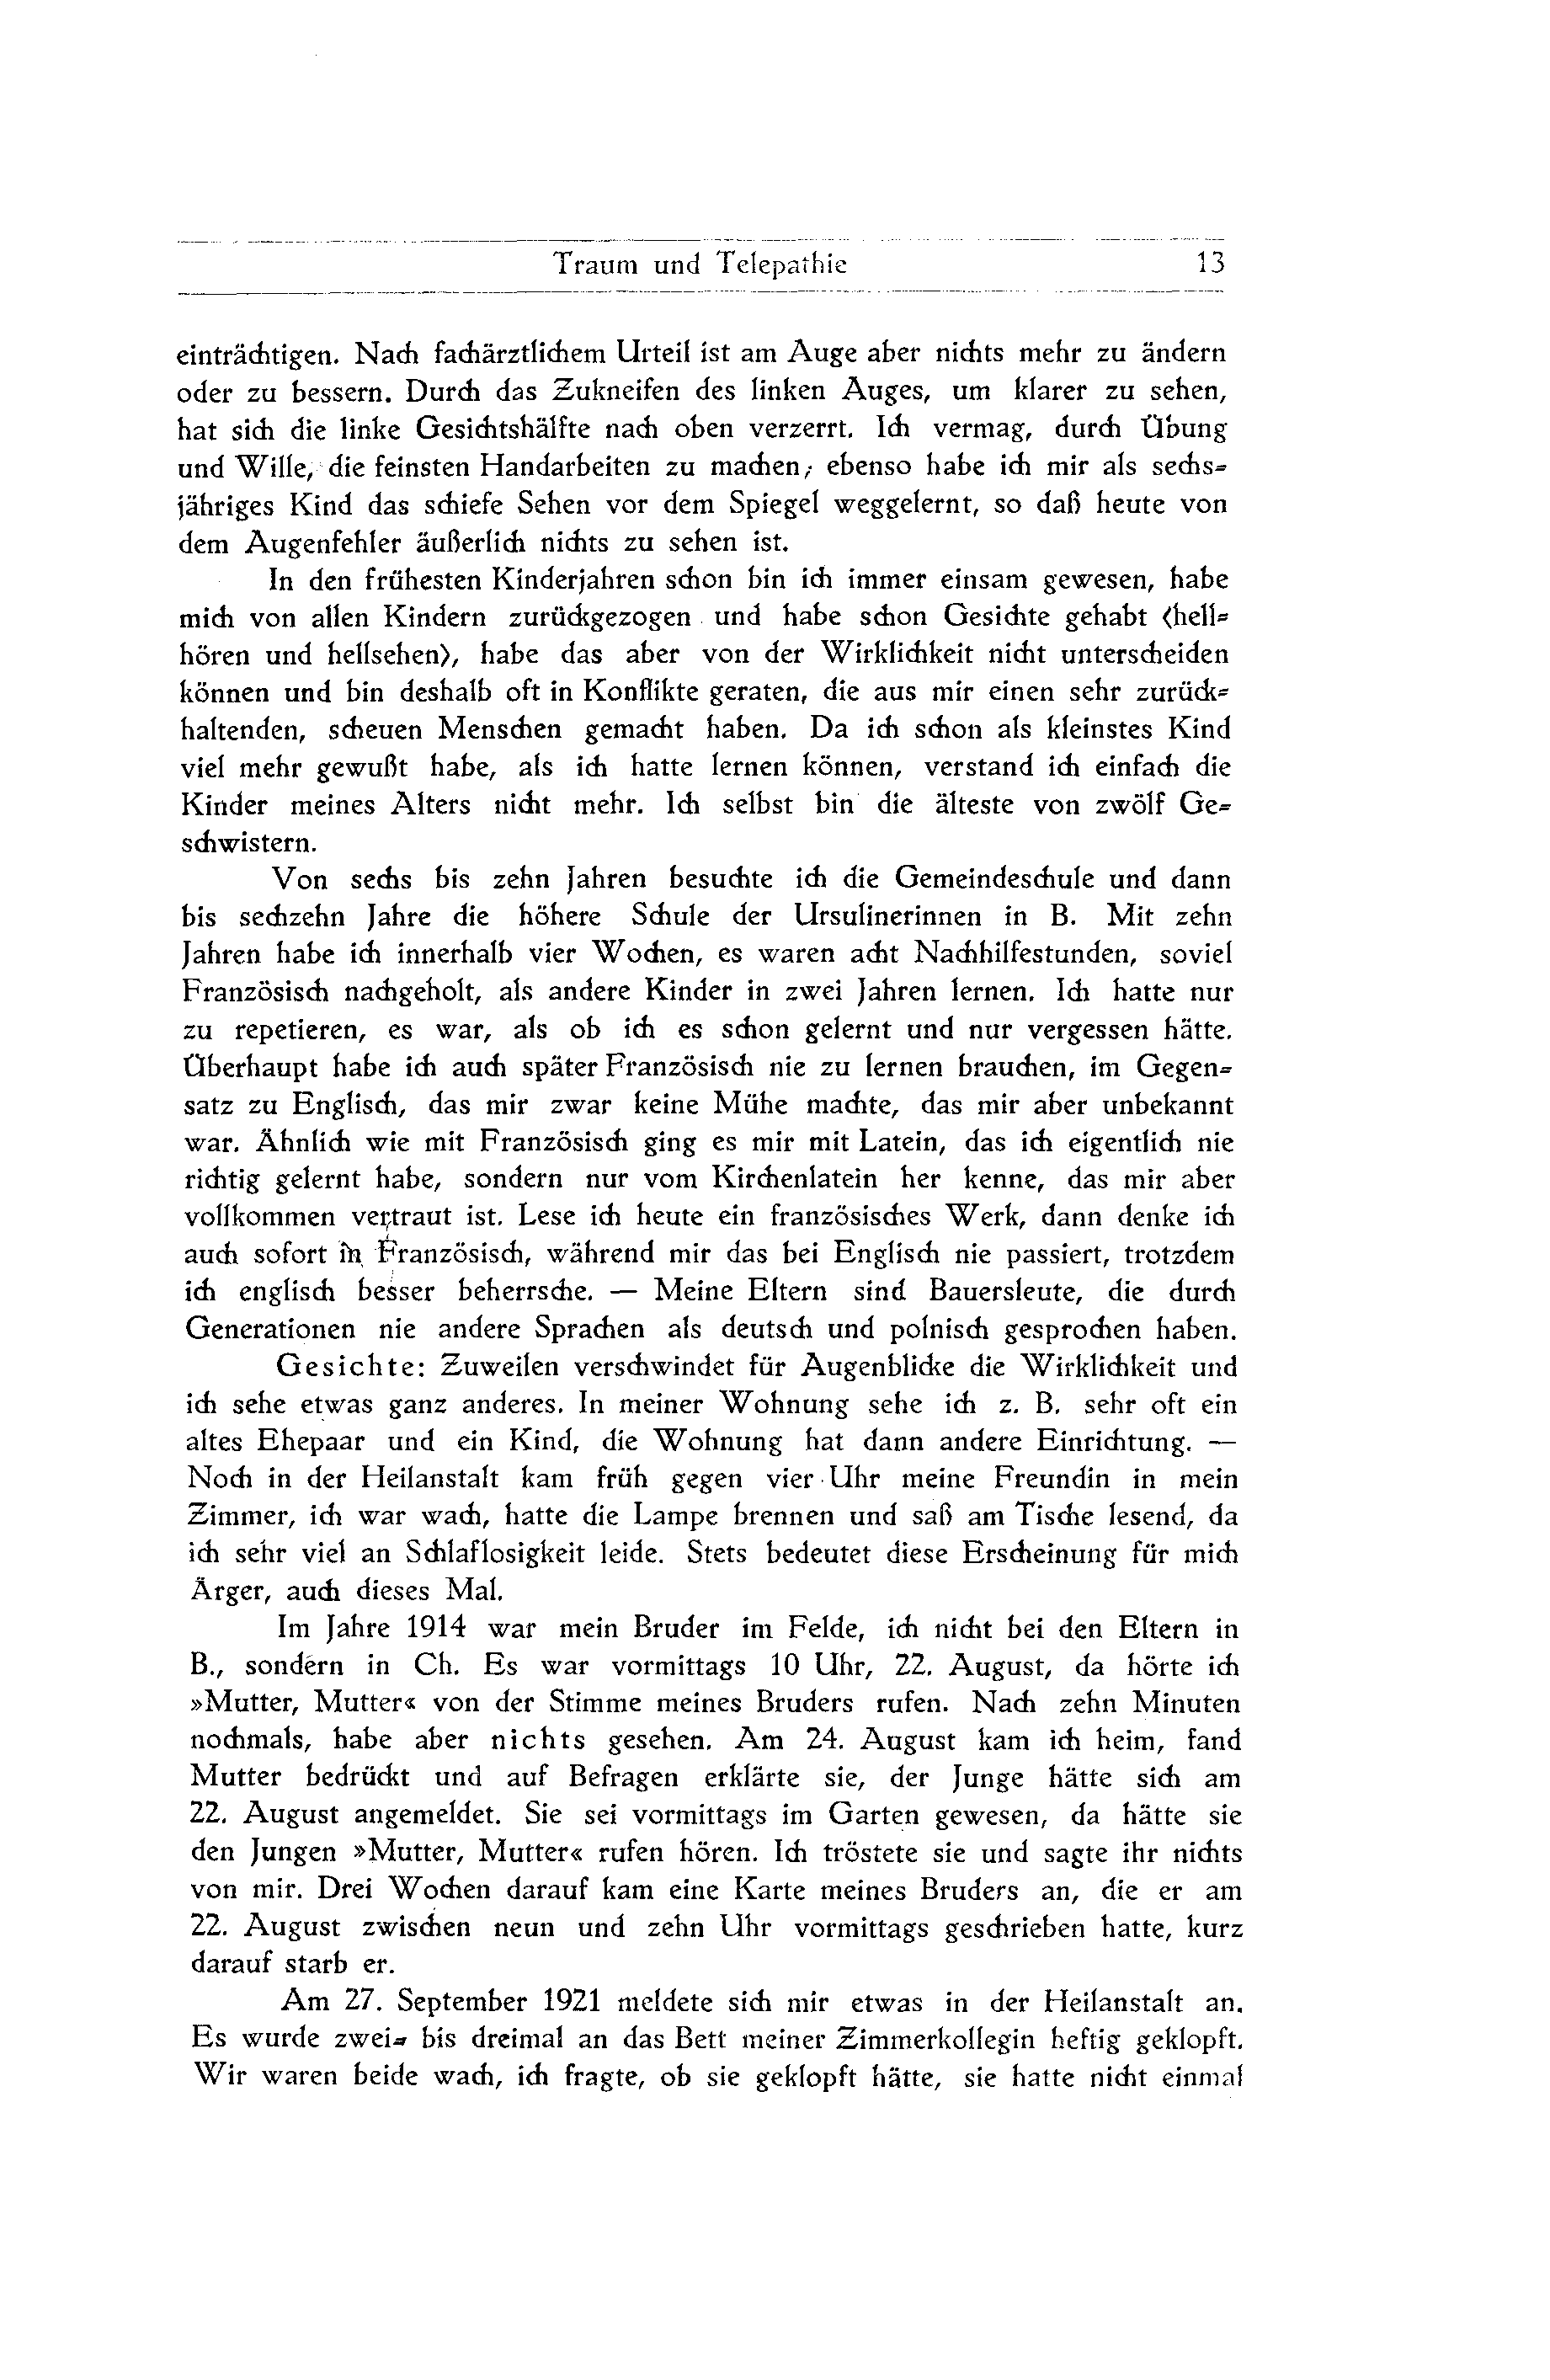 Traum und Telepathie 13
einträchtigen. Nach fachärztlichem Urteil ist am Auge aber nichts mehr zu ändern
oder zu bessern. Durch das Zukneifen des linken Auges, um klarer zu sehen,
hat sich die linke Gesichtshälfte nach oben verzerrt. Ich vermag, durch Übung
und Wille, die feinsten Handarbeiten zu machen; ebenso habe ich mir als sechs-
jähriges Kind das schiefe Sehen vor dem Spiegel weggelernt, so daß heute von
dem Augenfehler äußerlich nichts zu sehen ist.
In den frühesten Kinderjahren schon bin ich immer einsam gewesen, habe
mich von allen Kindern zurückgezogen und habe schon Gesichte gehabt (hell-
hören und hellsehen), habe das aber von der Wirklichkeit nicht unterscheiden
können und bin deshalb oft in Konflikte geraten, die aus mir einen sehr zurück-
haltenden, scheuen Menschen gemacht haben. Da ich schon als kleinstes Kind
viel mehr gewußt habe, als ich hatte lernen können, verstand ich einfach die
Kinder meines Alters nicht mehr. Ich selbst bin die älteste von zwölf Ge-
schwistern.
Von sechs bis zehn Jahren besuchte ich die Gemeindeschule und dann
bis sechzehn Jahre die höhere Schule der Ursulinerinnen in B. Mit zehn
Jahren habe ich innerhalb vier Wochen, es waren acht Nachhilfestunden, soviel
Französisch nachgeholt, als andere Kinder in zwei Jahren lernen. Ich hatte nur
zu repetieren, es war, als ob ich es schon gelernt und nur vergessen hätte.
Überhaupt habe ich auch später Französisch nie zu lernen brauchen, im Gegen-
satz zu Englisch, das mir zwar keine Mühe machte, das mir aber unbekannt
war. Ähnlich wie mit Französisch ging es mir mit Latein, das ich eigentlich nie
richtig gelernt habe, sondern nur vom Kirchenlatein her kenne, das mir aber
vollkommen vertraut ist. Lese ich heute ein französisches Werk, dann denke ich
auch sofort in Französisch, während mir das bei Englisch nie passiert, trotzdem
ich englisch besser beherrsche. — Meine Eltern sind Bauersleute, die durch
Generationen nie andere Sprachen als deutsch und polnisch gesprochen haben.
Gesichte: Zuweilen verschwindet für Augenblicke die Wirklichkeit und
ich sehe etwas ganz anderes. In meiner Wohnung sehe ich z. B. sehr oft ein
altes Ehepaar und ein Kind, die Wohnung hat dann andere Einrichtung. —
Noch in der Heilanstalt kam früh gegen vier Uhr meine Freundin in mein
Zimmer, ich war wach, hatte die Lampe brennen und saß am Tische lesend, da
ich sehr viel an Schlaflosigkeit leide. Stets bedeutet diese Erscheinung für mich
Ärger, auch dieses Mal.
Im Jahre 1914 war mein Bruder im Felde, ich nicht bei den Eltern in
B., sondern in Ch. Es war vormittags 10 Uhr, 22. August, da hörte ich
»Mutter, Mutter« von der Stimme meines Bruders rufen. Nach zehn Minuten
nochmals, habe aber nichts gesehen. Am 24. August kam ich heim, fand
Mutter bedrückt und auf Befragen erklärte sie, der Junge hätte sich am
22. August angemeldet. Sie sei vormittags im Garten gewesen, da hätte sie
den Jungen »Mutter, Mutter« rufen hören. Ich tröstete sie und sagte ihr nichts
von mir. Drei Wochen darauf kam eine Karte meines Bruders an, die er am
22. August zwischen neun und zehn Uhr vormittags geschrieben hatte, kurz
darauf starb er.
Am 27. September 1921 meldete sich mir etwas in der Heilanstalt an.
Es wurde zwei- bis dreimal an das Bett meiner Zimmerkollegin heftig geklopft.
Wir waren beide wach, ich fragte, ob sie geklopft hätte, sie hatte nicht einmal